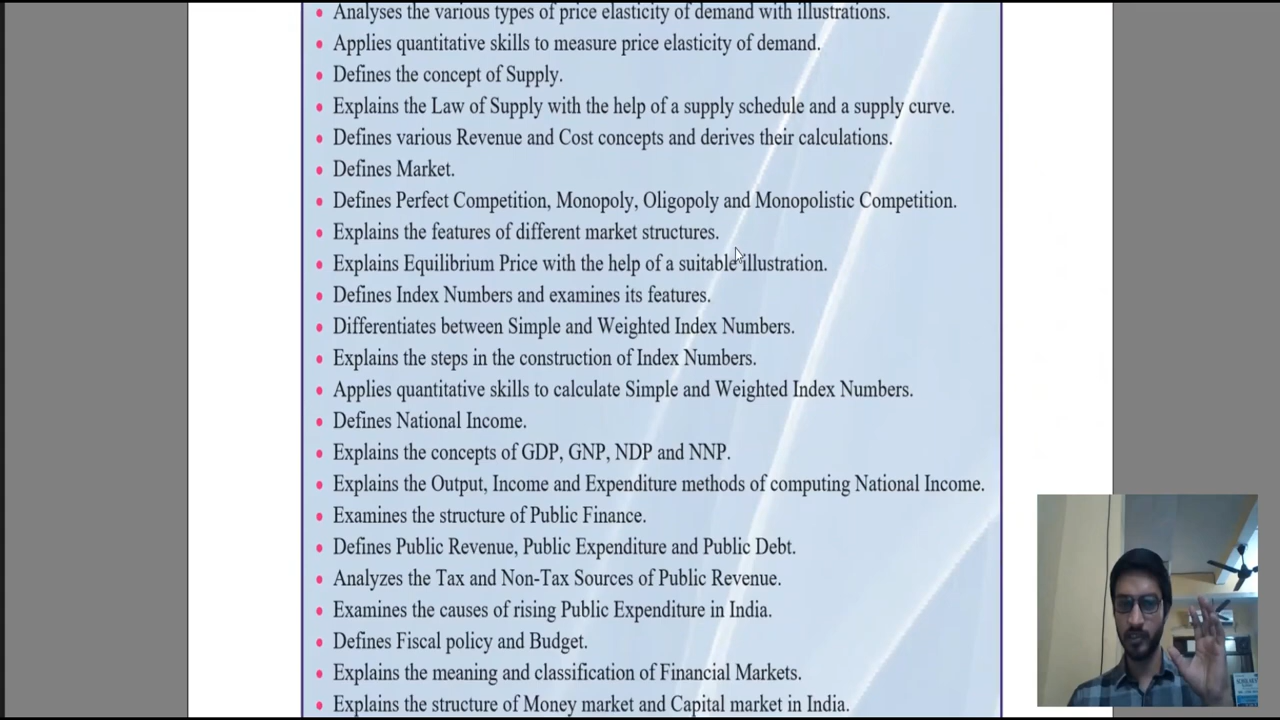 Analyses the various types of price elasticity of demand with illustrations.
Applies quantitative skills to measure price elasticity of demand.
Defines the concept of Supply.
Explains the Law of Supply with the help of a supply schedule and a supply curve.
Defines various Revenue and Cost concepts and derives their calculations.
Defines Market.
Defines Perfect Competition, Monopoly, Oligopoly and Monopolistic Competition.
Explains the features of different market structures.
Explains Equilibrium Price with the help of a suitable illustration.
Defines Index Numbers and examines its features.
Differentiates between Simple and Weighted Index Numbers.
Explains the steps in the construction of Index Numbers.
Applies quantitative skills to calculate Simple and Weighted Index Numbers.
Defines National Income.
Explains the concepts of GDP, GNP, NDP and NNP.
Explains the Output, Income and Expenditure methods of computing National Income.
Examines the structure of Public Finance.
Defines Public Revenue, Public Expenditure and Public Debt.
Analyzes the Tax and Non-Tax Sources of Public Revenue.
Examines the causes of rising Public Expenditure in India.
Defines Fiscal policy and Budget.
Explains the meaning and classification of Financial Markets.
Explains the structure of Money market and Capital market in India.